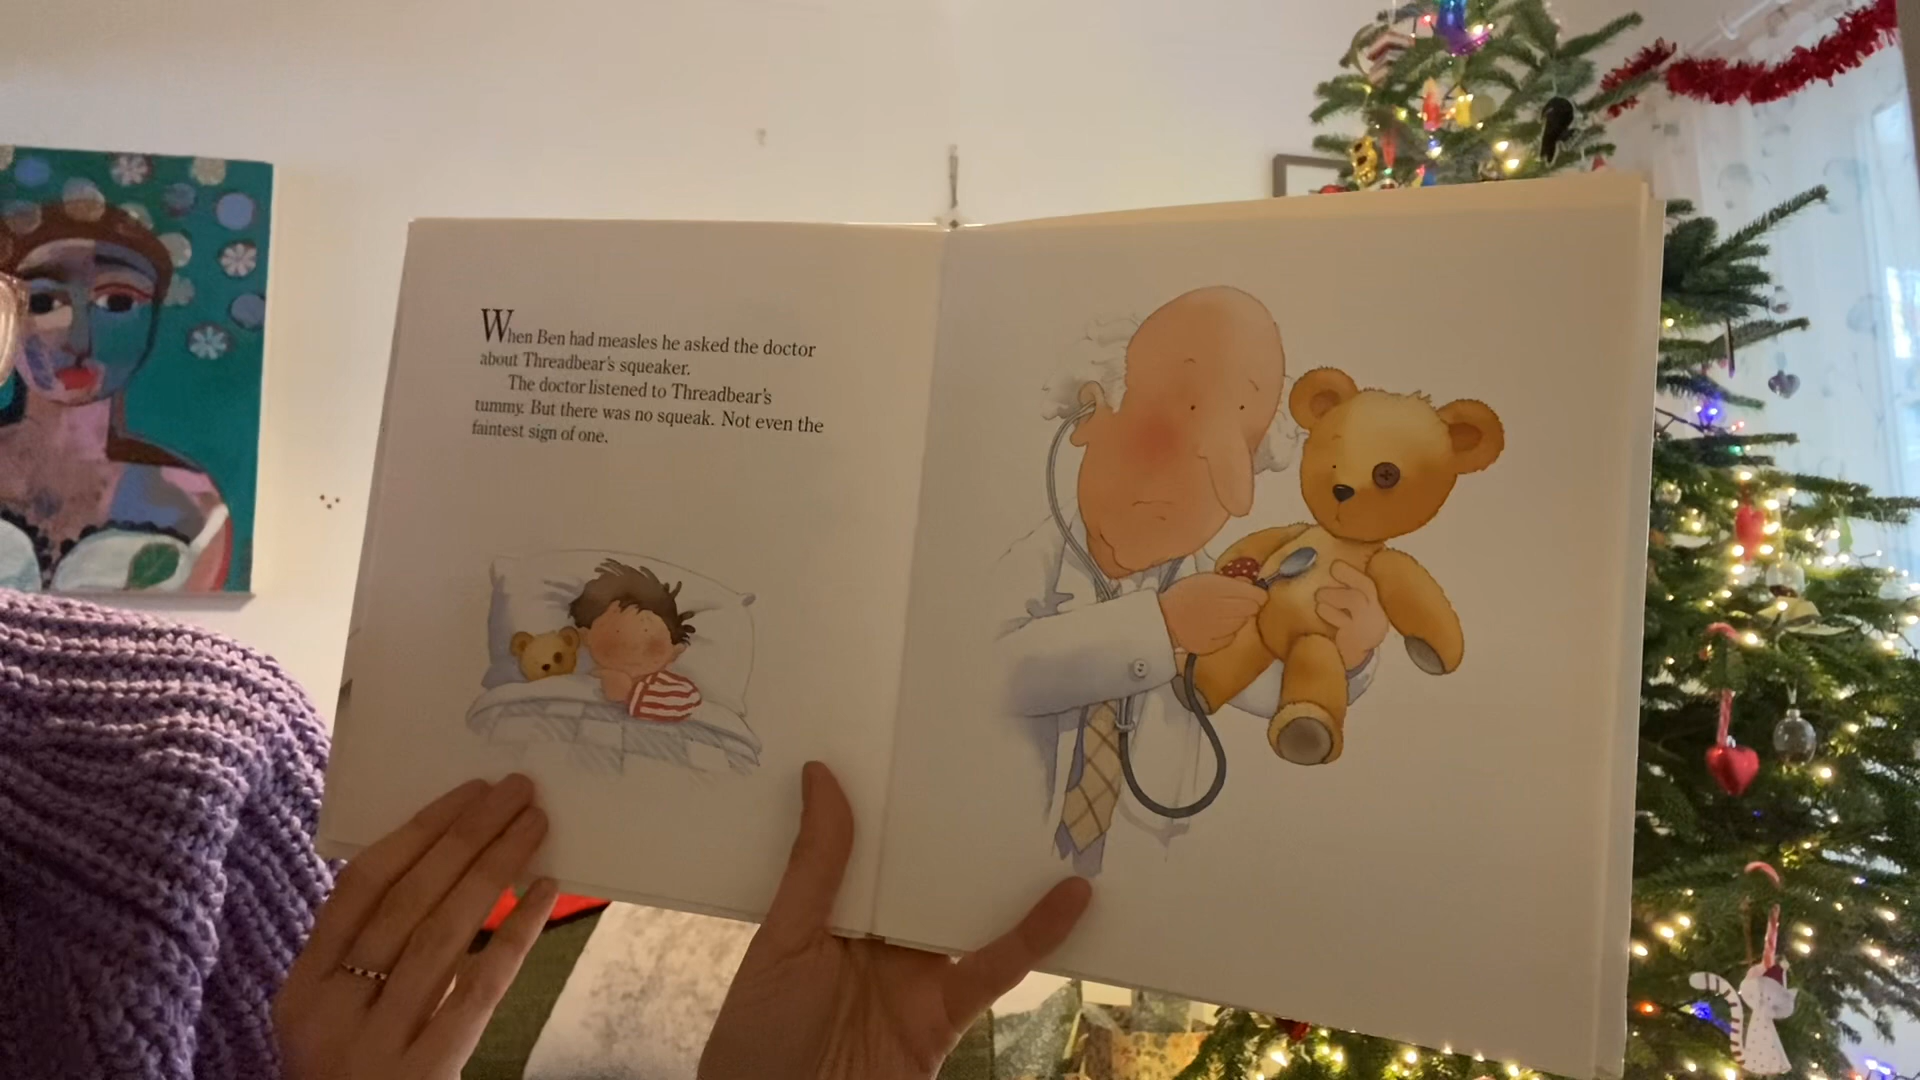 When Ben had measles he asked the doctor
about Threadbear's squeaker.
The doctor listened to Threadbear's
tummy. But there was no squeak. Not even the
faintest sign of one.